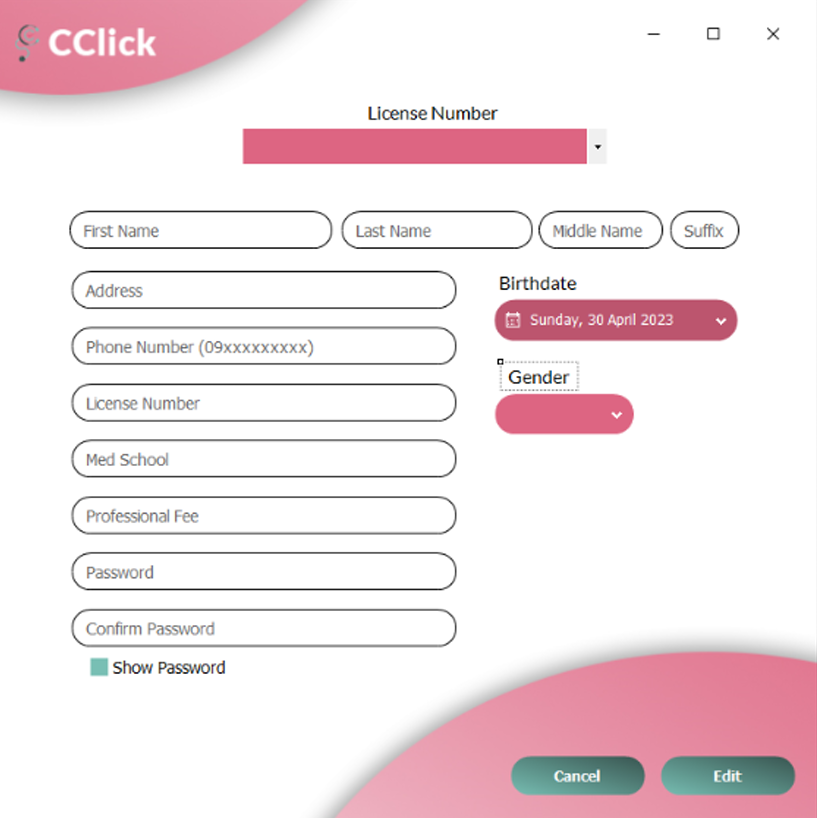 CClick
License Number
First Name Last Name Middle Name Suffix
Address
Birthdate
Sunday, 30 April 2023
Phone Number (09xxxxxxxxx)
Gender
License Number
Med School
Professional Fee
Password
Confirm Password
Show Password
Cancel Edit